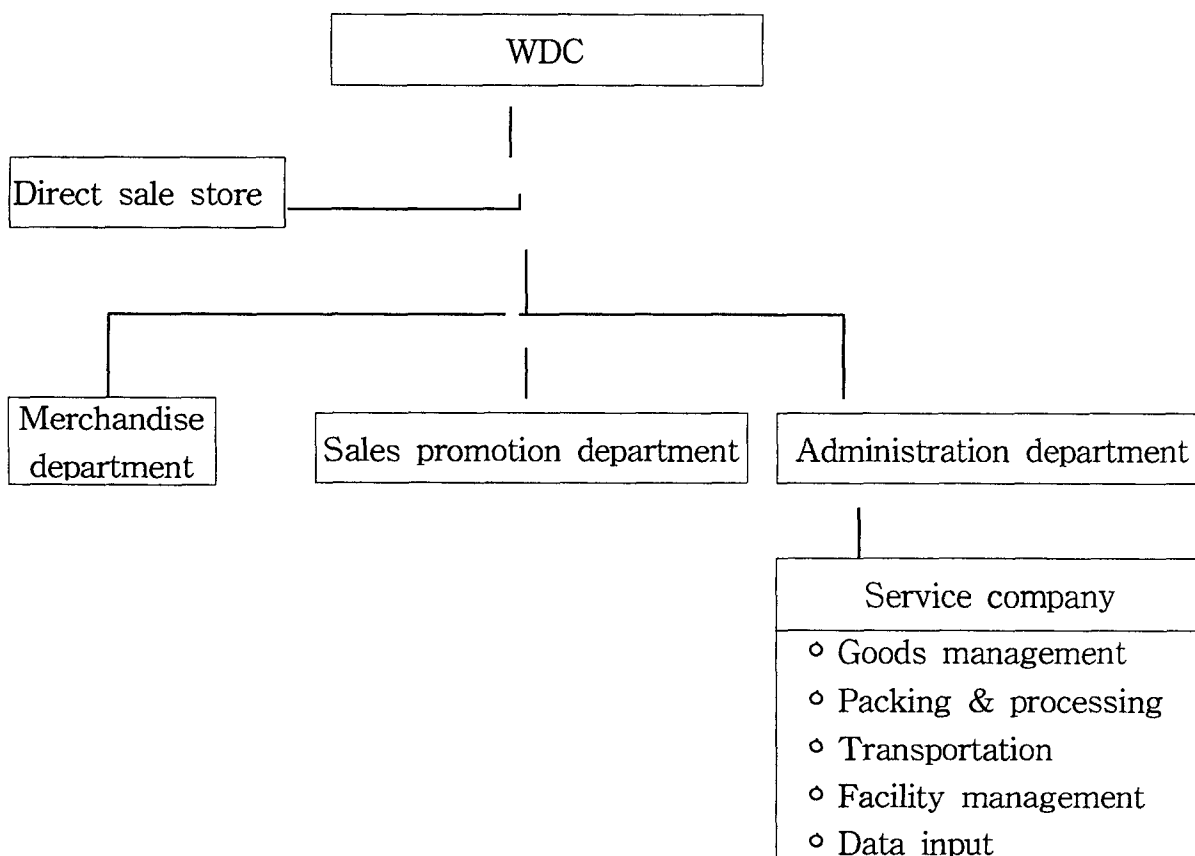 WDC
Direct sale store
Merchandise
department
Sales promotion department
Administration department
Service company
Goods management
Packing & processing
Transportation
Facility management
Data input